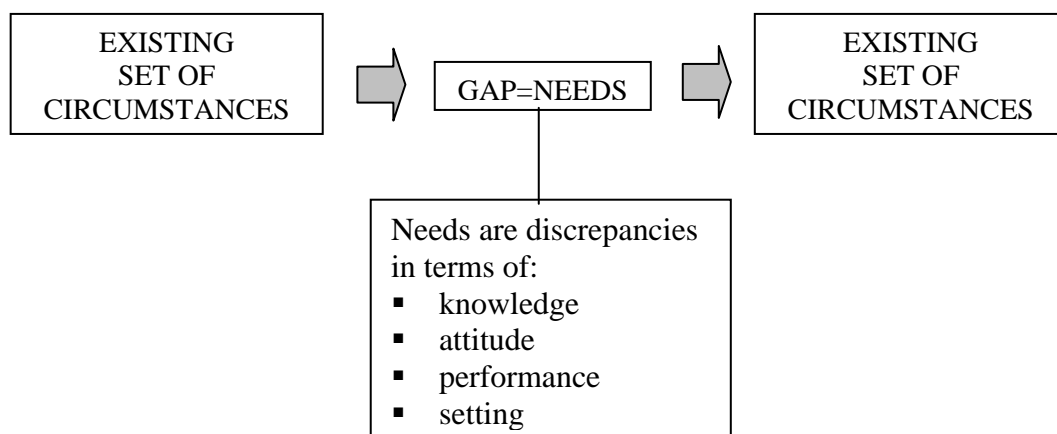 EXISTING
SET OF
CIRCUMSTANCES
GAP=NEEDS
EXISTING
SET OF
CIRCUMSTANCES
Needs are discrepancies
in terms of:
▪ knowledge
▪ attitude
▪ performance
▪ setting